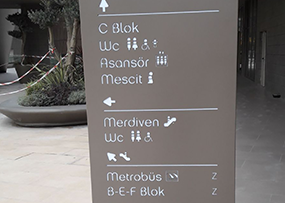 C Blok
Wc
Asansör
Mescit
Merdiven
Wc
Metrobüs Z
B-E-F Blok Z